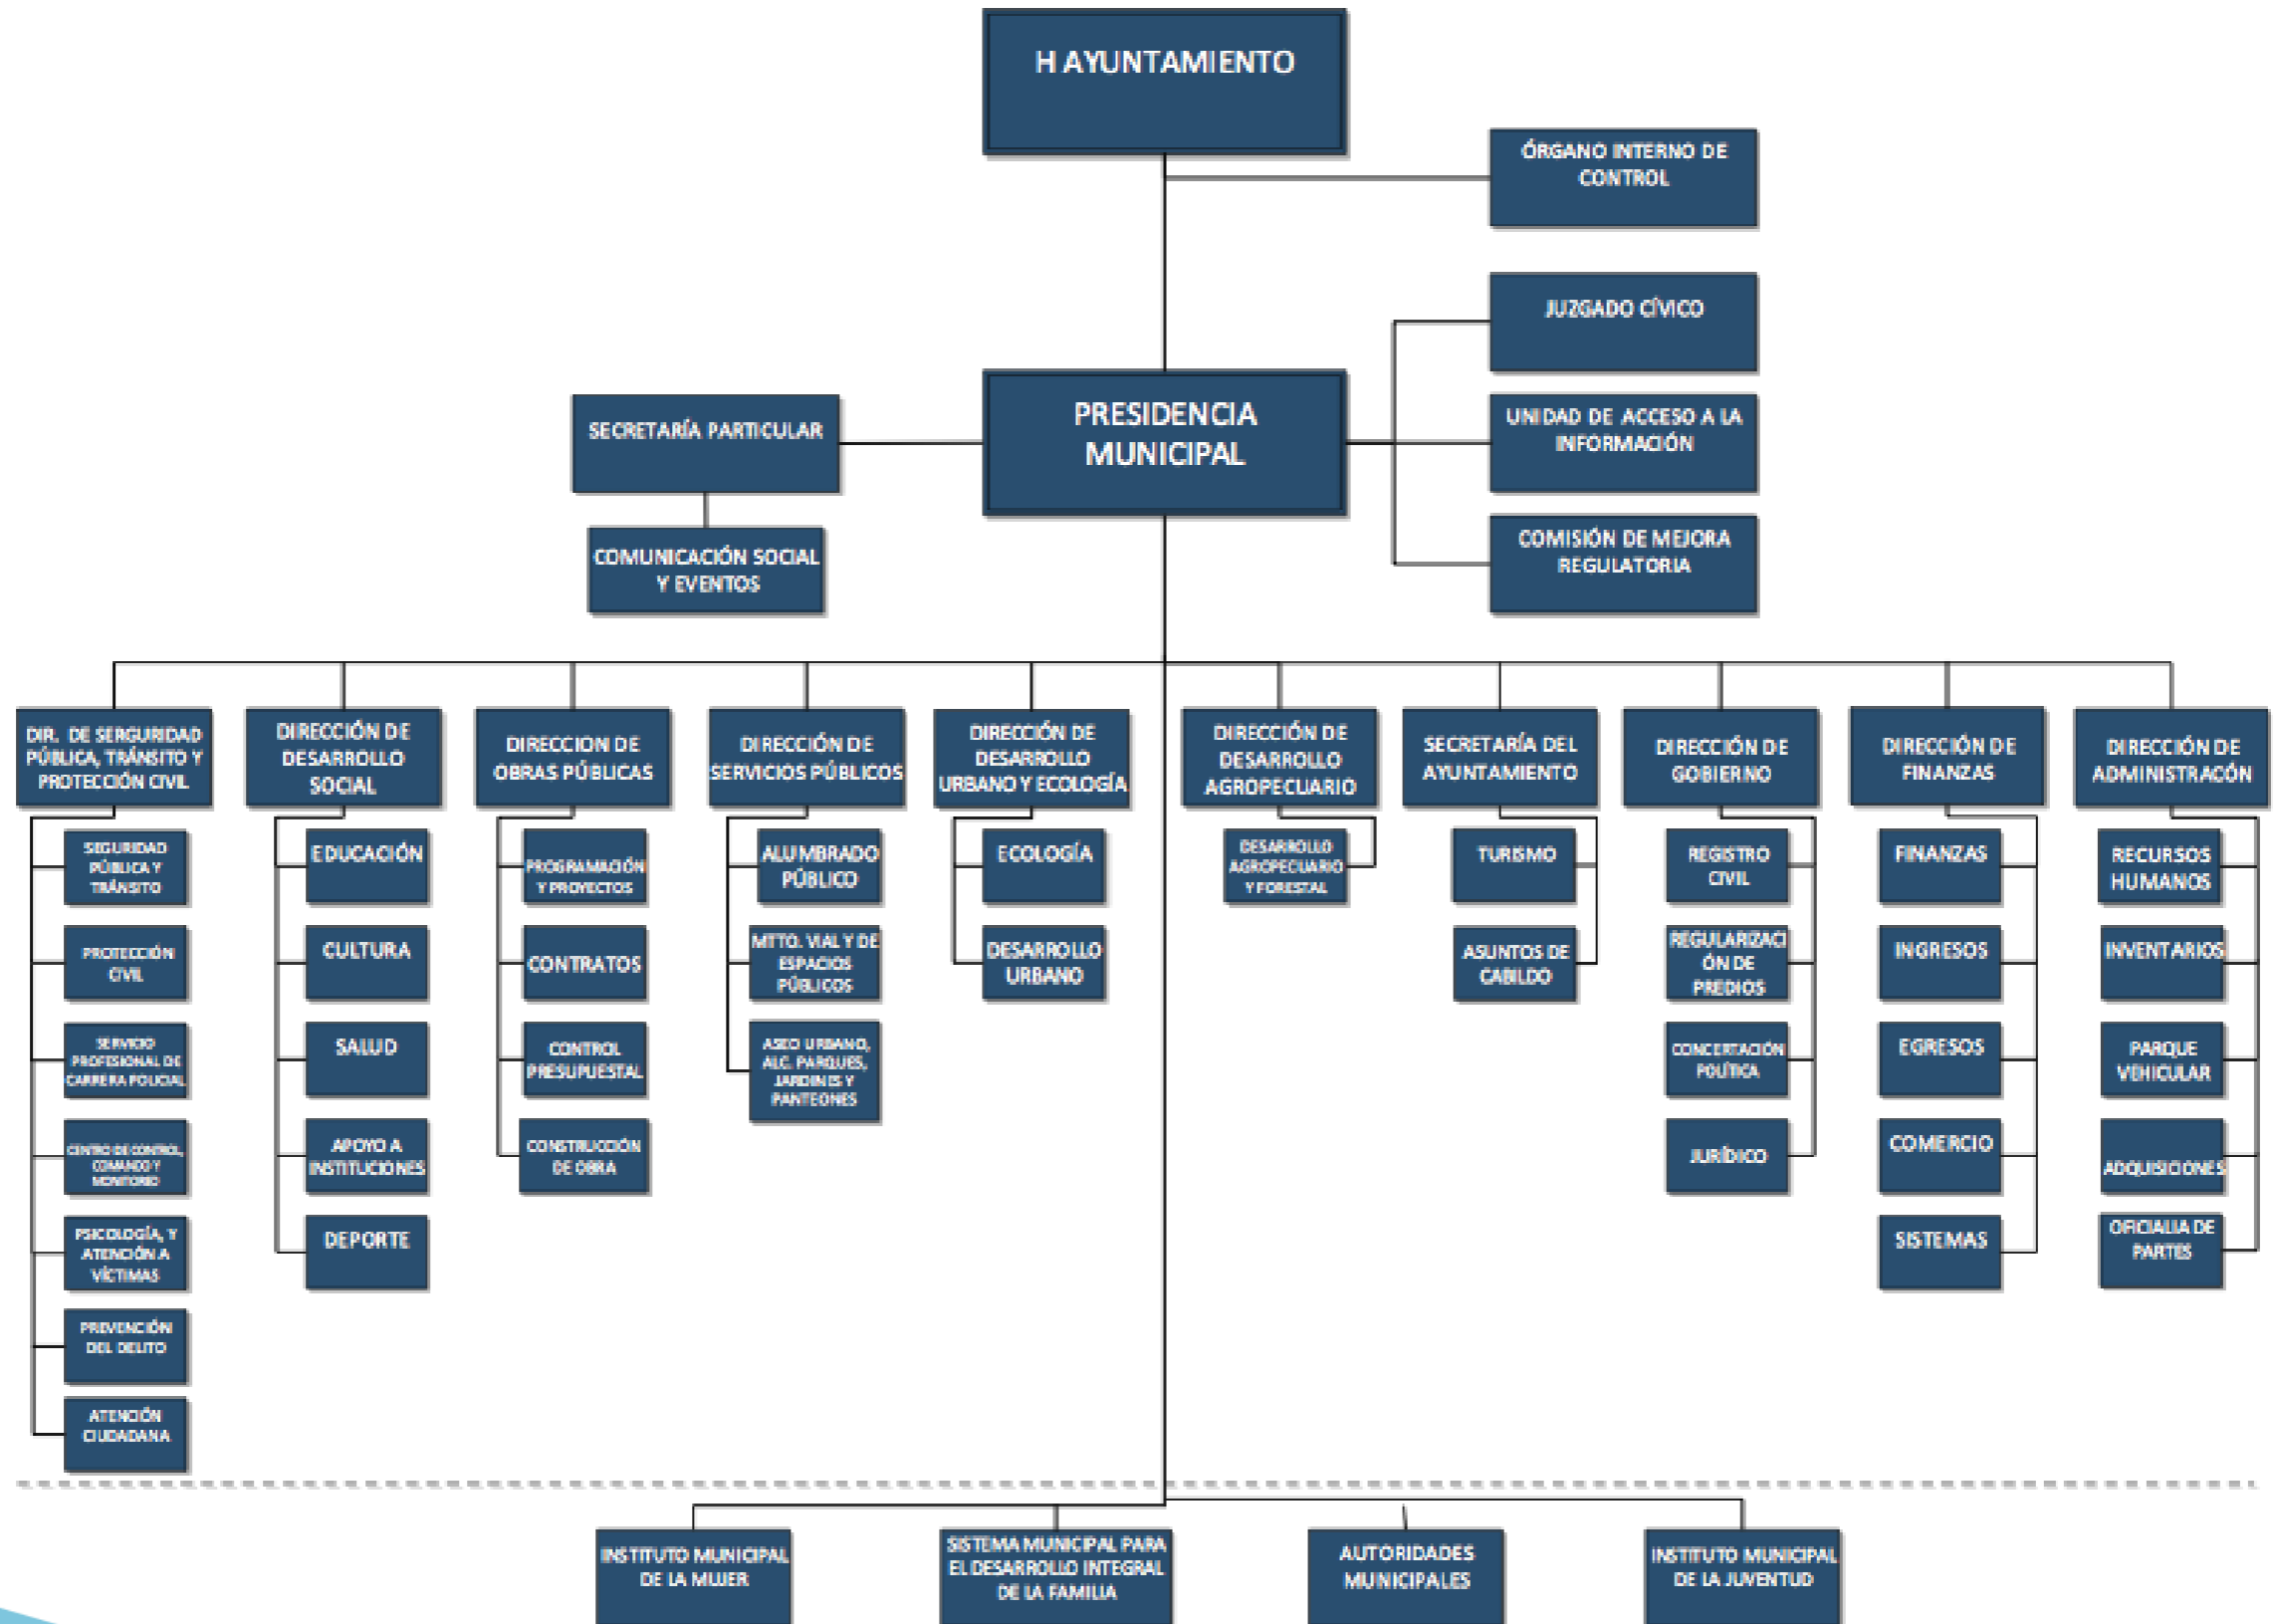 H AYUNTAMIENTO
ÓRGANO INTERNO DE
CONTROL
JUZGADO CÍVICO
PRESIDENCIA
MUNICIPAL
SECRETARÍA PARTICULAR
UNIDAD DE ACCESO A LA
INFORMACIÓN
COMUNICACIÓN SOCIAL
Y EVENTOS
COMISIÓN DE MEJORA
REGULATORIA
DIR. DE SERGURIDAD
PÚBLICA, TRÁNSITO Y
PROTECCIÓN CIVIL
DIRECCIÓN DE
DESARROLLO
SOCIAL
DIRECCION DE
OBRAS PÚBLICAS
DIRECCIÓN DE
SERVICIOS PÚBLICOS
DIRECCIÓN DE
DESARROLLO
URBANO Y ECOLOGÍA
DIRECCIÓN DE
DESARROLLO
AGROPECUARIO
SECRETARÍA DEL
AYUNTAMIENTO
DIRECCIÓN DE
GOBIERNO
DIRECCIÓN DE
FINANZAS
DIRECCIÓN DE
ADMINISTRACÓN
SEGURIDAD
PÚBLICA Y
TRÁNSITO
PROTECCIÓN
CIVIL
SERVICIO
PROFESIONAL DE
CARRERA POLICIAL
CENTRO DE CONTROL,
COMANDO Y
MONITOREO
PSICOLOGÍA, Y
ATENCIÓN A
VÍCTIMAS
PREVENCIÓN
DEL DELITO
ATENCIÓN
CIUDADANA
EDUCACIÓN
CULTURA
SALUD
APOYO A
INSTITUCIONES
DEPORTE
PROGRAMACIÓN
Y PROYECTOS
CONTRATOS
CONTROL
PRESUPUESTAL
CONSTRUCCIÓN
DE OBRA
ALUMBRADO
PÚBLICO
MTTO. VIAL Y DE
ESPACIOS
PÚBLICOS
ASEO URBANO,
ALC. PARQUES,
JARDINES Y
PANTEONES
ECOLOGÍA
DESARROLLO
URBANO
DESARROLLO
AGROPECUARIO
Y FORESTAL
TURISMO
ASUNTOS DE
CABILDO
REGISTRO
CIVIL
REGULARIZACI
ÓN DE
PREDIOS
CONCERTACIÓN
POLÍTICA
JURÍDICO
FINANZAS
INGRESOS
EGRESOS
COMERCIO
SISTEMAS
RECURSOS
HUMANOS
INVENTARIOS
PARQUE
VEHICULAR
ADQUISICIONES
OFICIALIA DE
PARTES
INSTITUTO MUNICIPAL
DE LA MUJER
SISTEMA MUNICIPAL PARA
EL DESARROLLO INTEGRAL
DE LA FAMILIA
AUTORIDADES
MUNICIPALES
INSTITUTO MUNICIPAL
DE LA JUVENTUD